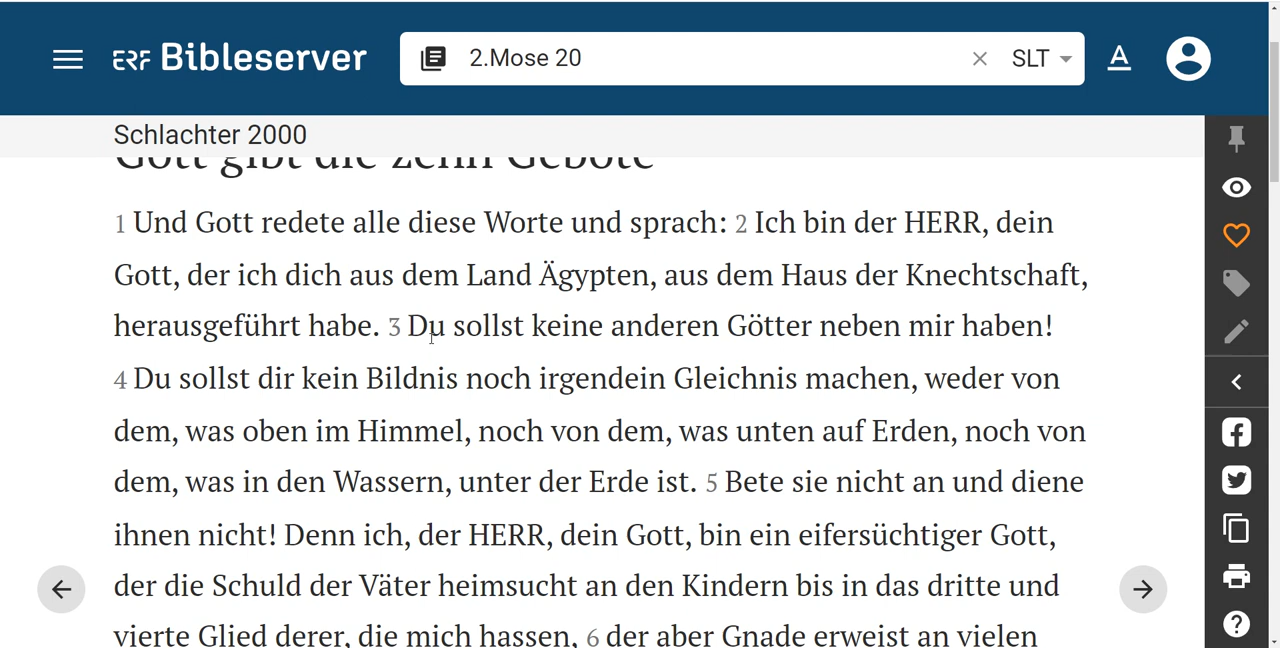 ERF Bibleserver
2.Mose 20
SLT
A
Schlachter 2000
Gott gibt die zehn Gebote
1 Und Gott redete alle diese Worte und sprach: 2 Ich bin der HERR, dein
Gott, der ich dich aus dem Land Ägypten, aus dem Haus der Knechtschaft,
herausgeführt habe. 3 Du sollst keine anderen Götter neben mir haben!
4 Du sollst dir kein Bildnis noch irgendein Gleichnis machen, weder von
dem, was oben im Himmel, noch von dem, was unten auf Erden, noch von
dem, was in den Wassern, unter der Erde ist. 5 Bete sie nicht an und diene
ihnen nicht! Denn ich, der HERR, dein Gott, bin ein eifersüchtiger Gott,
der die Schuld der Väter heimsucht an den Kindern bis in das dritte und
vierte Glied derer, die mich hassen, 6 der aber Gnade erweist an vielen